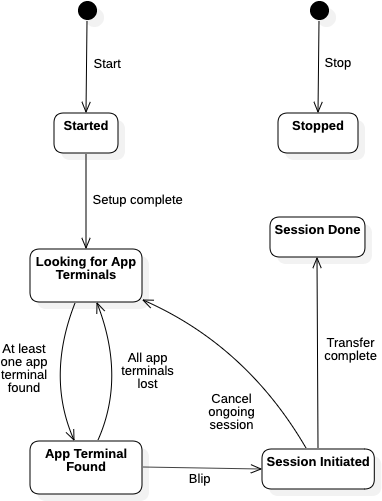 Start
Stop
Started
Stopped
Setup complete
Session Done
Looking for App
Terminals
At least
one app
terminal
found
All app
terminals
lost
Transfer
complete
Cancel
ongoing
session
App Terminal
Found
Blip
Session Initiated